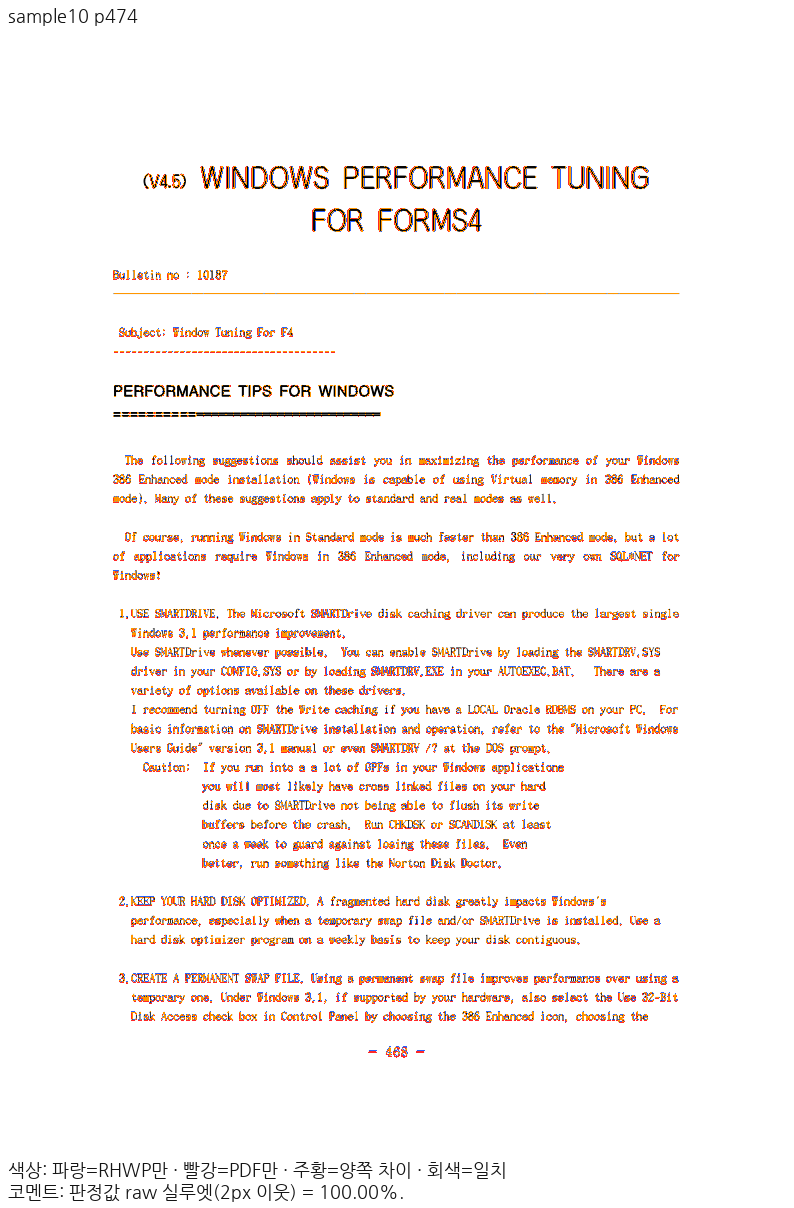 sample10 p474
(V4.5) WINDOWS PERFORMANCE TUNING
FOR FORMS4
Bulletin no : 10187
Subject: Window Tuning For F4
-------------------------------------
PERFORMANCE TIPS FOR WINDOWS
================================
The following suggestions should assist you in maximizing the performance of your Windows
386 Enhanced mode installation (Windows is capable of using Virtual memory in 386 Enhanced
mode). Many of these suggestions apply to standard and real modes as well.
Of course, running Windows in Standard mode is much faster than 386 Enhanced mode, but a lot
of applications require Windows in 386 Enhanced mode, including our very own SQL*NET for
Windows!
1.USE SMARTDRIVE. The Microsoft SMARTDrive disk caching driver can produce the largest single
Windows 3.1 performance improvement.
Use SMARTDrive whenever possible. You can enable SMARTDrive by loading the SMARTDRV.SYS
driver in your CONFIG.SYS or by loading SMARTDRV.EXE in your AUTOEXEC.BAT. There are a
variety of options available on these drivers.
I recommend turning OFF the Write caching if you have a LOCAL Oracle RDBMS on your PC. For
basic information on SMARTDrive installation and operation, refer to the "Microsoft Windows
Users Guide" version 3.1 manual or even SMARTDRV /? at the DOS prompt.
Caution: If you run into a a lot of GPFs in your Windows applications
you will most likely have cross linked files on your hard
disk due to SMARTDrive not being able to flush its write
buffers before the crash. Run CHKDSK or SCANDISK at least
once a week to guard against losing these files. Even
better, run something like the Norton Disk Doctor.
2.KEEP YOUR HARD DISK OPTIMIZED. A fragmented hard disk greatly impacts Windows's
performance, especially when a temporary swap file and/or SMARTDrive is installed. Use a
hard disk optimizer program on a weekly basis to keep your disk contiguous.
3.CREATE A PERMANENT SWAP FILE. Using a permanent swap file improves performance over using a
temporary one. Under Windows 3.1, if supported by your hardware, also select the Use 32-Bit
Disk Access check box in Control Panel by choosing the 386 Enhanced icon, choosing the
- 468 -
색상: 파랑=RHWP만 · 빨강=PDF만 · 주황=양쪽 차이 · 회색=일치
코멘트: 판정값 raw 실루엣(2px 이웃) = 100.00%.